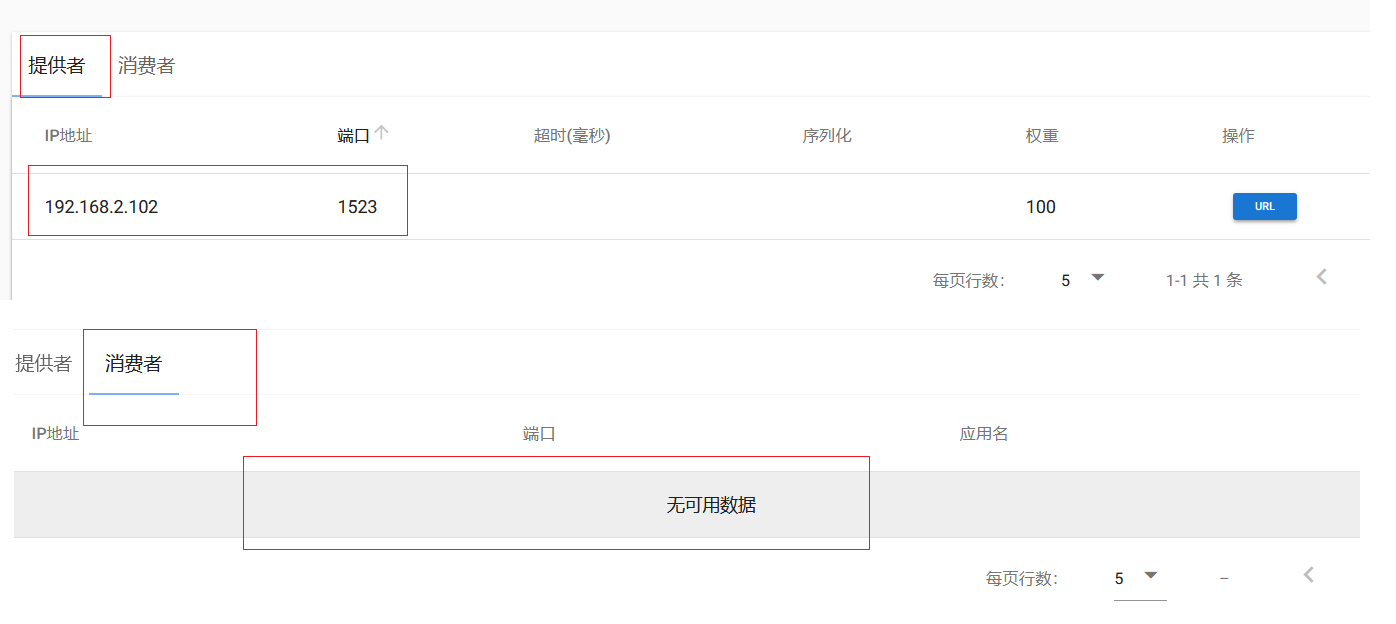 提供者 消费者
IP地址 端口 超时(毫秒) 序列化 权重 操作
192.168.2.102 1523 100 URL
每页行数: 5 1-1 共 1 条
提供者 消费者
IP地址 端口 应用名
无可用数据
每页行数: 5 –